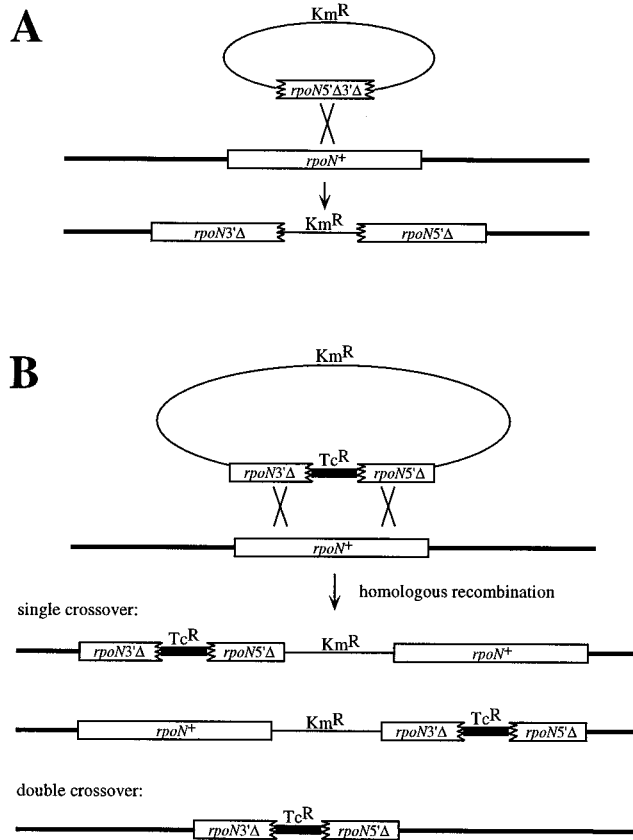 A
KmR
rpoN5'Δ3'Δ
rpoN+
rpoN3'Δ KmR rpoN5'Δ
B
KmR
rpoN3'Δ TcR rpoN5'Δ
rpoN+
homologous recombination
single crossover:
rpoN3'Δ TcR rpoN5'Δ KmR rpoN+
rpoN+ KmR rpoN3'Δ TcR rpoN5'Δ
double crossover:
rpoN3'Δ TcR rpoN5'Δ